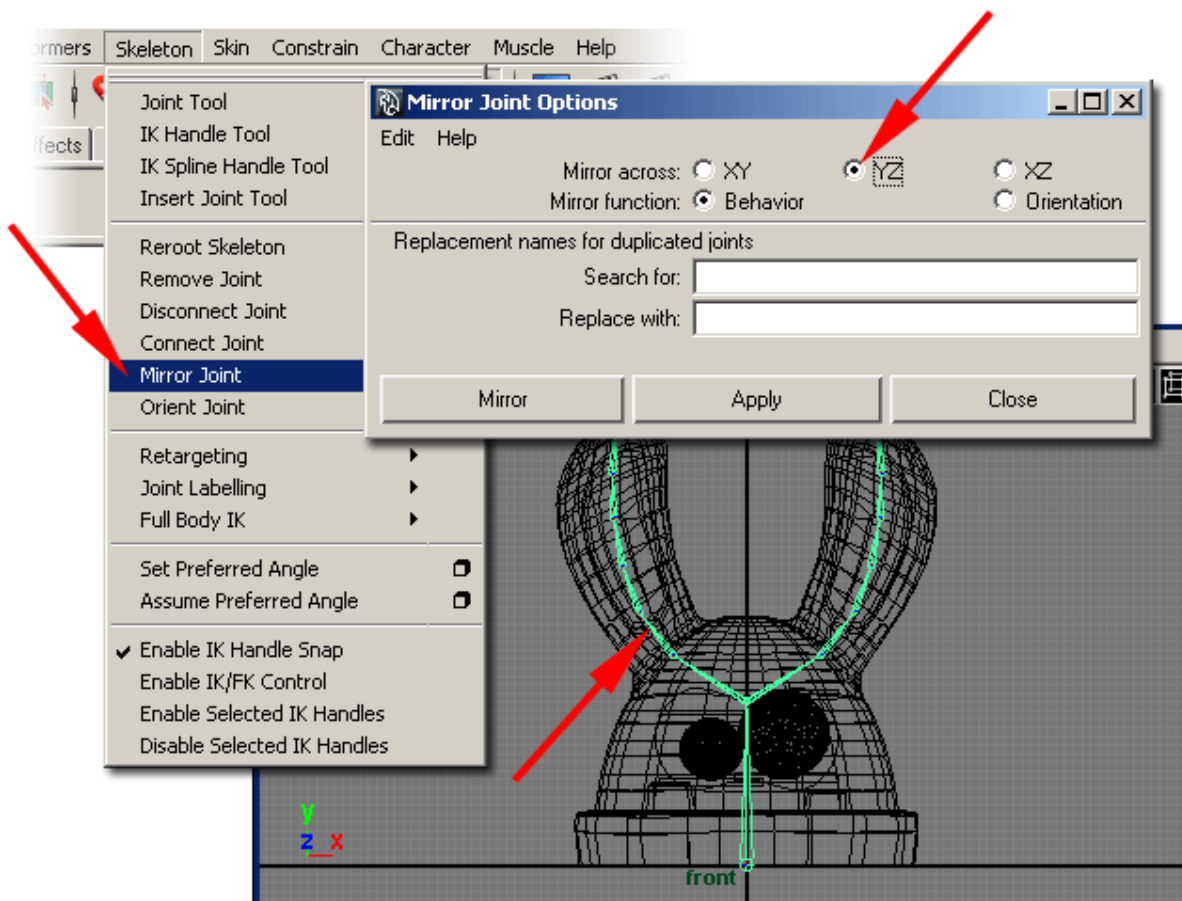 ormers Skeleton Skin Constrain Character Muscle Help
ffects
Joint Tool
IK Handle Tool
IK Spline Handle Tool
Insert Joint Tool
Reroot Skeleton
Remove Joint
Disconnect Joint
Connect Joint
Mirror Joint
Orient Joint
Retargeting
Joint Labelling
Full Body IK
Set Preferred Angle
Assume Preferred Angle
Enable IK Handle Snap
Enable IK/FK Control
Enable Selected IK Handles
Disable Selected IK Handles
Mirror Joint Options
Edit Help
Mirror across: XY YZ XZ
Mirror function: Behavior Orientation
Replacement names for duplicated joints
Search for:
Replace with:
Mirror Apply Close
y
z x
front